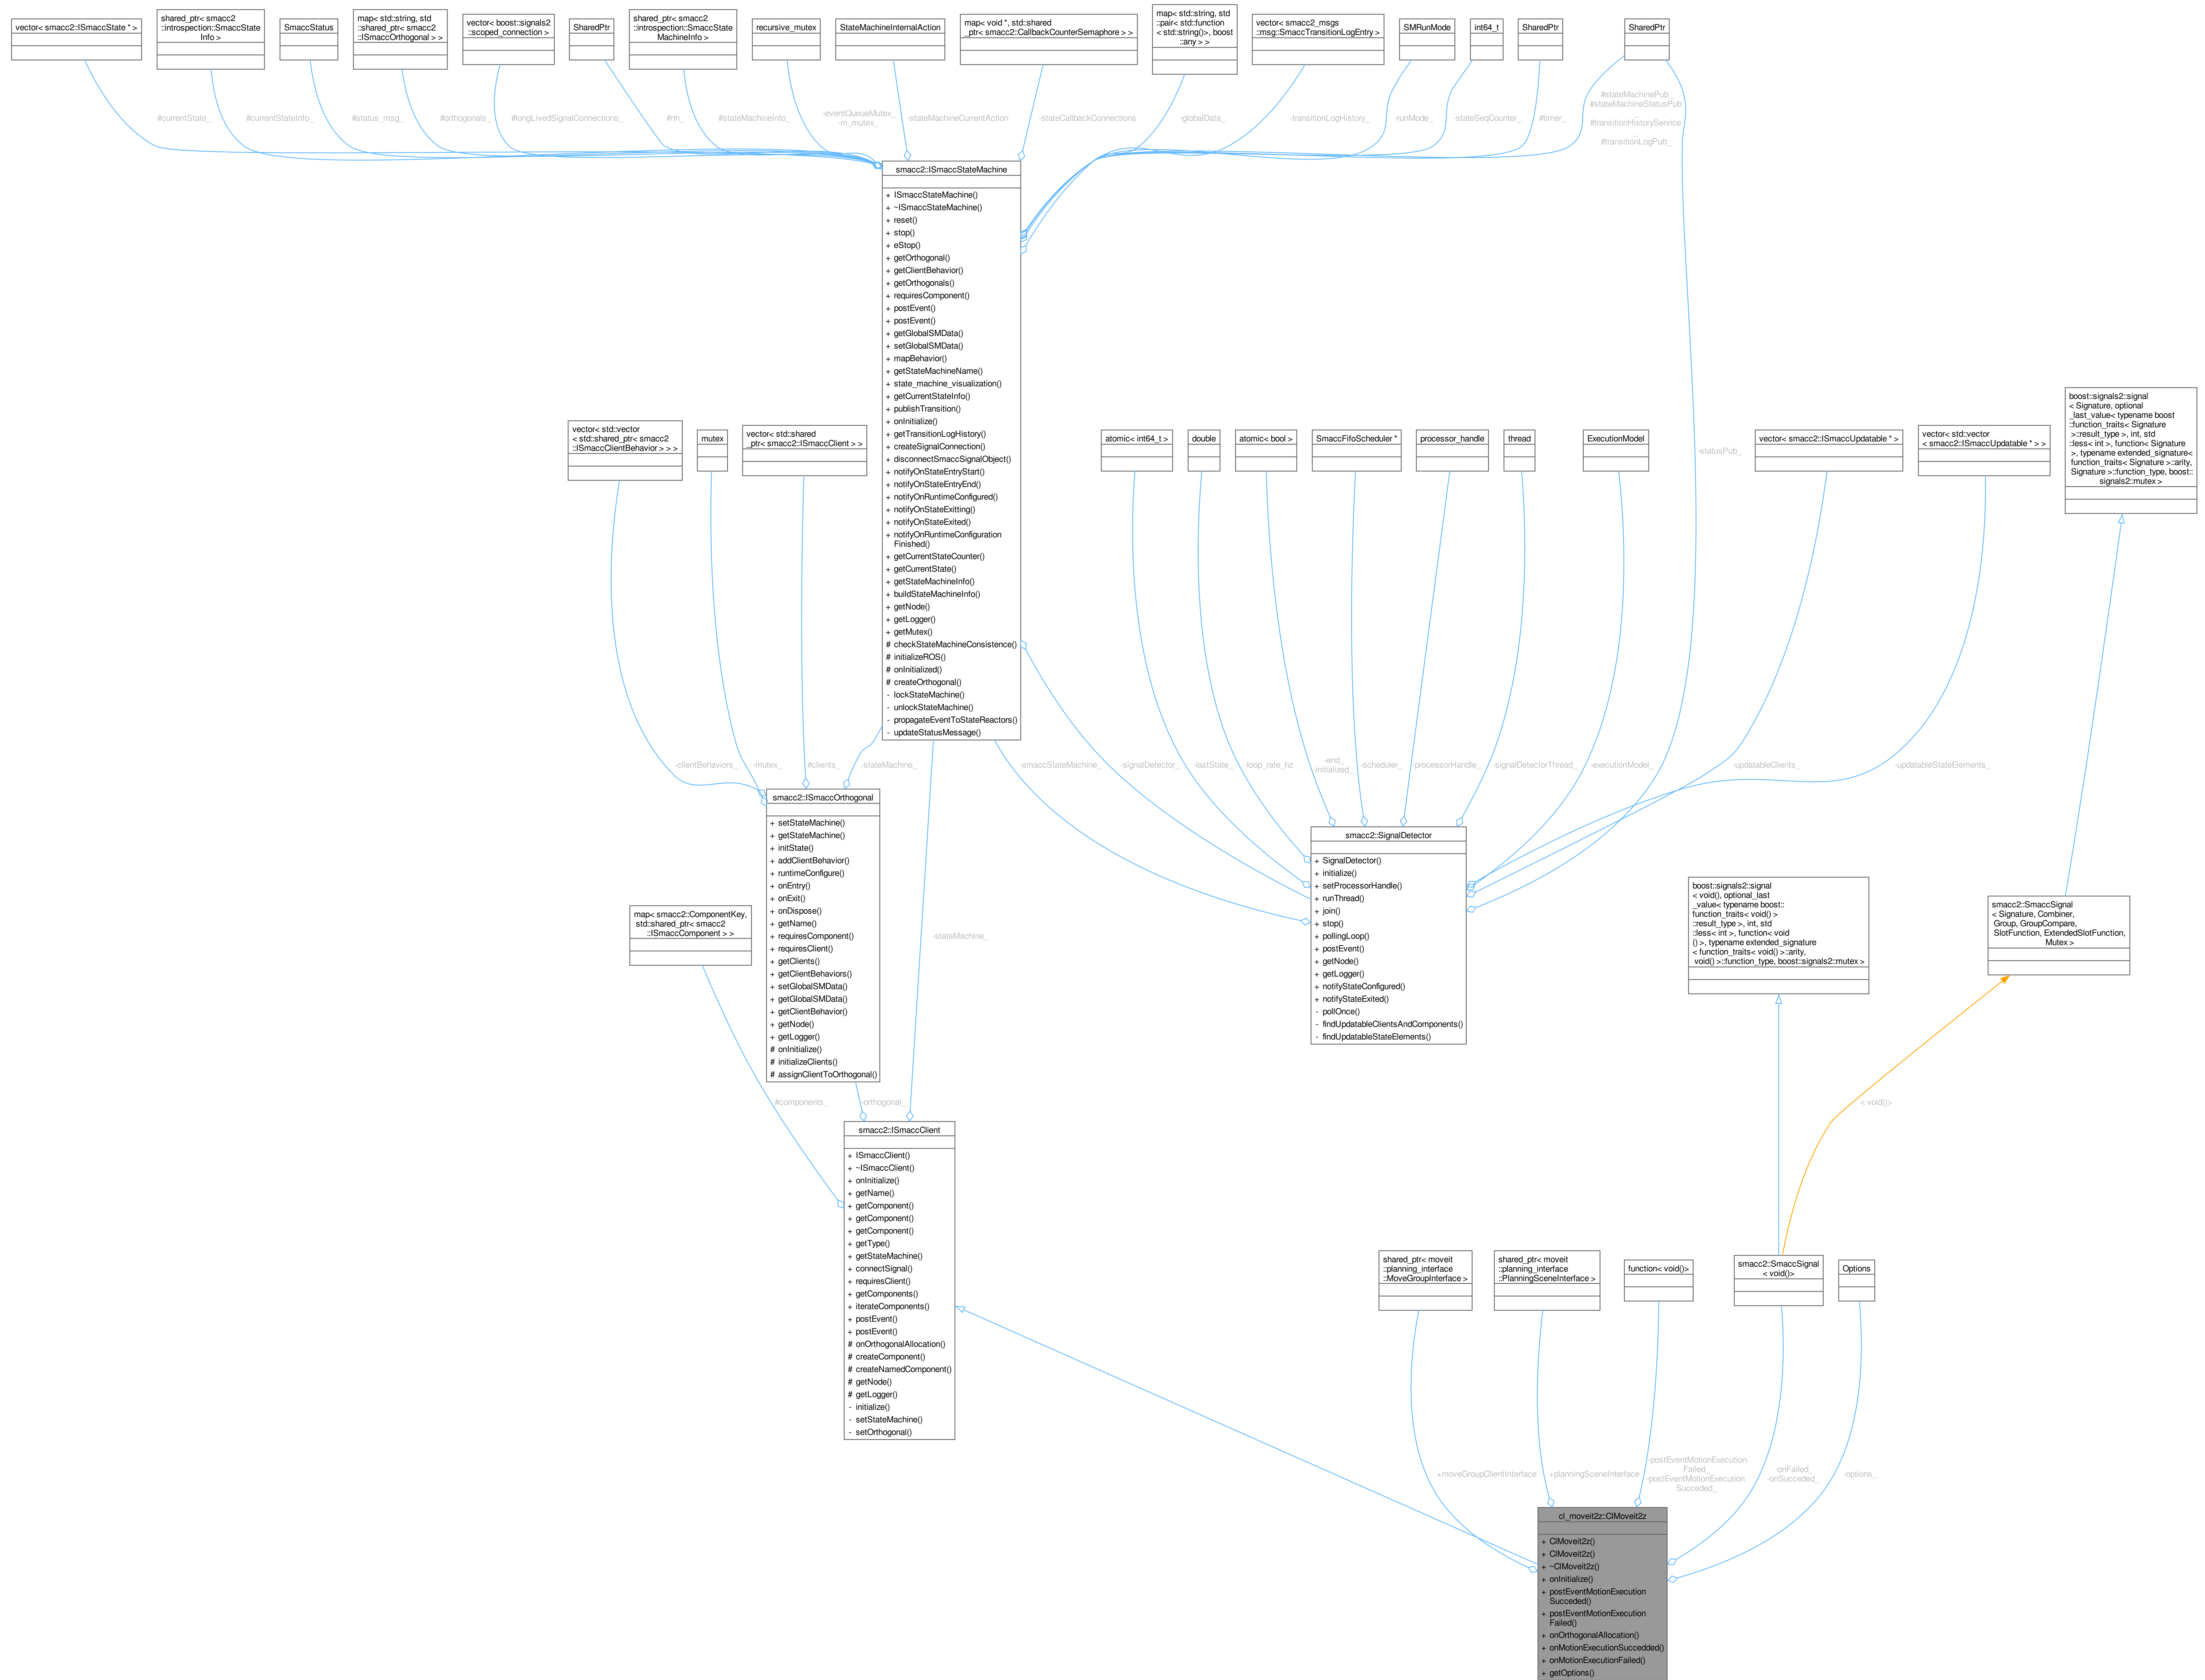 vector< smacc2::ISmaccState * >
shared_ptr< smacc2
::introspection::SmaccState
Info >
SmaccStatus
map< std::string, std
::shared_ptr< smacc2
::ISmaccOrthogonal > >
vector< boost::signals2
::scoped_connection >
SharedPtr
shared_ptr< smacc2
::introspection::SmaccState
MachineInfo >
recursive_mutex
StateMachineInternalAction
map< void *, std::shared
_ptr< smacc2::CallbackCounterSemaphore > >
map< std::string, std
::pair< std::function
< std::string()>, boost
::any > >
vector< smacc2_msgs
::msg::SmaccTransitionLogEntry >
SMRunMode
int64_t
SharedPtr
SharedPtr
#currentState_
#currentStateInfo_
#status_msg_
#orthogonals_
#longLivedSignalConnections_
#nh_
#stateMachineInfo_
-eventQueueMutex_
-m_mutex_
-stateMachineCurrentAction
-stateCallbackConnections
-globalData_
-transitionLogHistory_
-runMode_
-stateSeqCounter_
#timer_
#stateMachinePub_
#stateMachineStatusPub
_
#transitionHistoryService
_
#transitionLogPub_
smacc2::ISmaccStateMachine
+ ISmaccStateMachine()
+ ~ISmaccStateMachine()
+ reset()
+ stop()
+ eStop()
+ getOrthogonal()
+ getClientBehavior()
+ getOrthogonals()
+ requiresComponent()
+ postEvent()
+ postEvent()
+ getGlobalSMData()
+ setGlobalSMData()
+ mapBehavior()
+ getStateMachineName()
+ state_machine_visualization()
+ getCurrentStateInfo()
+ publishTransition()
+ onInitialize()
+ getTransitionLogHistory()
+ createSignalConnection()
+ disconnectSmaccSignalObject()
+ notifyOnStateEntryStart()
+ notifyOnStateEntryEnd()
+ notifyOnRuntimeConfigured()
+ notifyOnStateExitting()
+ notifyOnStateExited()
+ notifyOnRuntimeConfiguration
Finished()
+ getCurrentStateCounter()
+ getCurrentState()
+ getStateMachineInfo()
+ buildStateMachineInfo()
+ getNode()
+ getLogger()
+ getMutex()
# checkStateMachineConsistence()
# initializeROS()
# onInitialized()
# createOrthogonal()
- lockStateMachine()
- unlockStateMachine()
- propagateEventToStateReactors()
- updateStatusMessage()
boost::signals2::signal
< Signature, optional
_last_value< typename boost
::function_traits< Signature
>::result_type >, int, std
::less< int >, function< Signature
>, typename extended_signature<
function_traits< Signature >::arity,
Signature >::function_type, boost::
signals2::mutex >
vector< std::vector
< std::shared_ptr< smacc2
::ISmaccClientBehavior > > >
mutex
vector< std::shared
_ptr< smacc2::ISmaccClient > >
atomic< int64_t >
double
atomic< bool >
SmaccFifoScheduler *
processor_handle
thread
ExecutionModel
-statusPub_
vector< smacc2::ISmaccUpdatable * >
vector< std::vector
< smacc2::ISmaccUpdatable * > >
-clientBehaviors_
-mutex_
#clients_
-stateMachine_
-smaccStateMachine_
-signalDetector_
-lastState_
-loop_rate_hz
-end_
-initialized_
-scheduler_
-processorHandle_
-signalDetectorThread_
-executionModel_
-updatableClients_
-updatableStateElements_
smacc2::ISmaccOrthogonal
+ setStateMachine()
+ getStateMachine()
+ initState()
+ addClientBehavior()
+ runtimeConfigure()
+ onEntry()
+ onExit()
+ onDispose()
+ getName()
+ requiresComponent()
+ requiresClient()
+ getClients()
+ getClientBehaviors()
+ setGlobalSMData()
+ getGlobalSMData()
+ getClientBehavior()
+ getNode()
+ getLogger()
# onInitialize()
# initializeClients()
# assignClientToOrthogonal()
smacc2::SignalDetector
+ SignalDetector()
+ initialize()
+ setProcessorHandle()
+ runThread()
+ join()
+ stop()
+ pollingLoop()
+ postEvent()
+ getNode()
+ getLogger()
+ notifyStateConfigured()
+ notifyStateExited()
- pollOnce()
- findUpdatableClientsAndComponents()
- findUpdatableStateElements()
map< smacc2::ComponentKey,
std::shared_ptr< smacc2
::ISmaccComponent > >
-stateMachine_
boost::signals2::signal
< void(), optional_last
_value< typename boost::
function_traits< void() >
::result_type >, int, std
::less< int >, function< void
() >, typename extended_signature
< function_traits< void() >::arity,
void() >::function_type, boost::signals2::mutex >
smacc2::SmaccSignal
< Signature, Combiner,
Group, GroupCompare,
SlotFunction, ExtendedSlotFunction,
Mutex >
#components_
-orthogonal_
< void()>
smacc2::ISmaccClient
+ ISmaccClient()
+ ~ISmaccClient()
+ onInitialize()
+ getName()
+ getComponent()
+ getComponent()
+ getComponent()
+ getType()
+ getStateMachine()
+ connectSignal()
+ requiresClient()
+ getComponents()
+ iterateComponents()
+ postEvent()
+ postEvent()
# onOrthogonalAllocation()
# createComponent()
# createNamedComponent()
# getNode()
# getLogger()
- initialize()
- setStateMachine()
- setOrthogonal()
shared_ptr< moveit
::planning_interface
::MoveGroupInterface >
shared_ptr< moveit
::planning_interface
::PlanningSceneInterface >
function< void()>
smacc2::SmaccSignal
< void()>
Options
+moveGroupClientInterface
+planningSceneInterface
-postEventMotionExecution
Failed_
-postEventMotionExecution
Succeded_
-onFailed_
-onSucceded_
-options_
cl_moveit2z::ClMoveit2z
+ ClMoveit2z()
+ ClMoveit2z()
+ ~ClMoveit2z()
+ onInitialize()
+ postEventMotionExecution
Succeded()
+ postEventMotionExecution
Failed()
+ onOrthogonalAllocation()
+ onMotionExecutionSuccedded()
+ onMotionExecutionFailed()
+ getOptions()